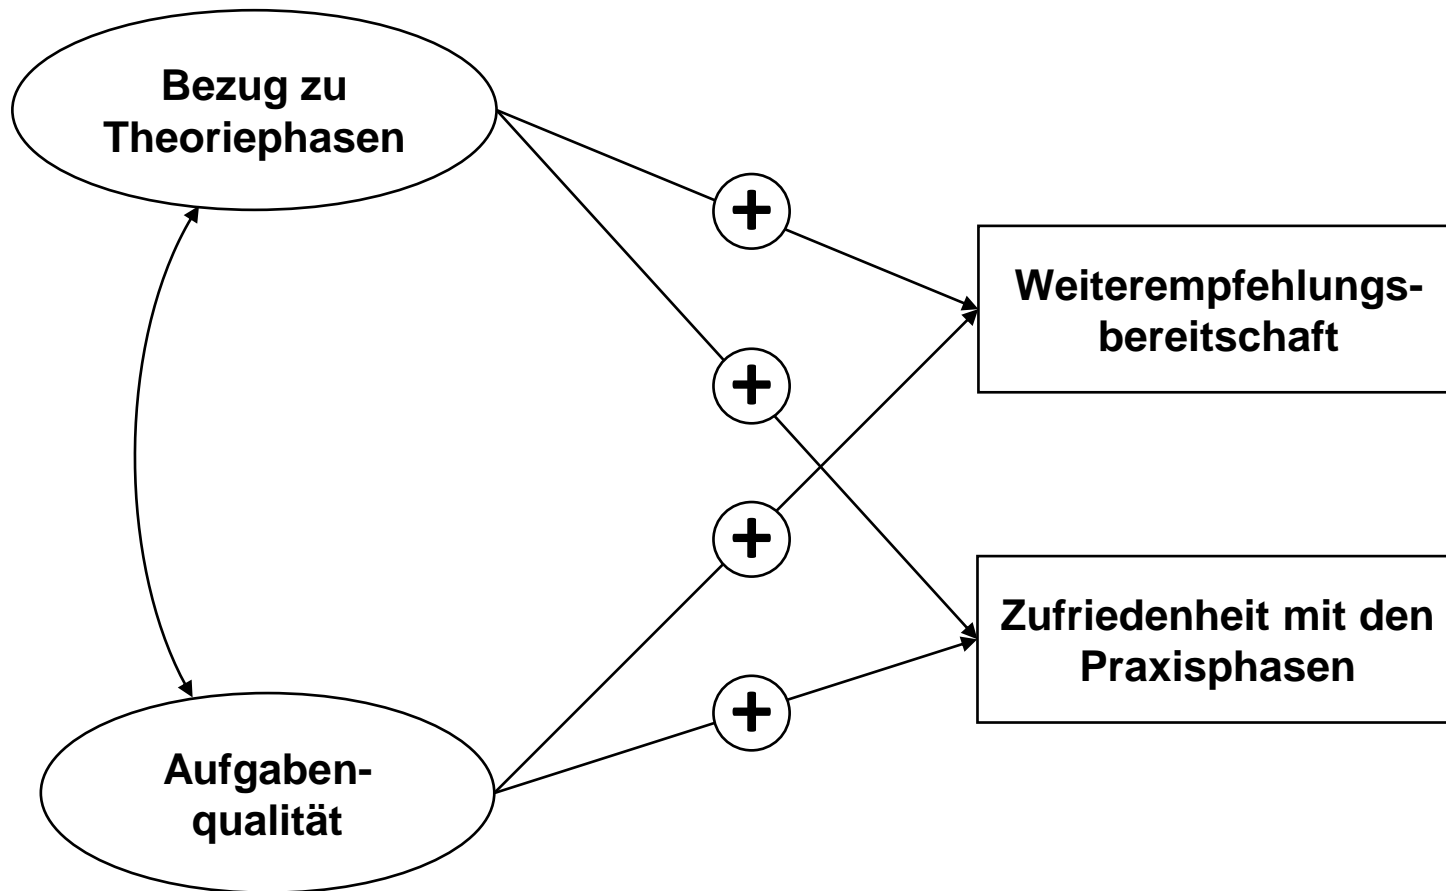 Bezug zu
Theoriephasen
+
Weiterempfehlungs-
bereitschaft
+
+
Zufriedenheit mit den
Praxisphasen
+
Aufgaben-
qualität